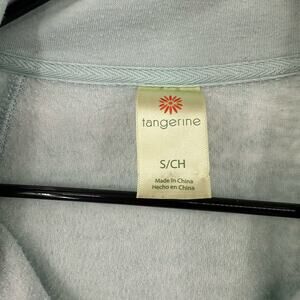 tangerine
S/CH
Made in China
Hecho en China